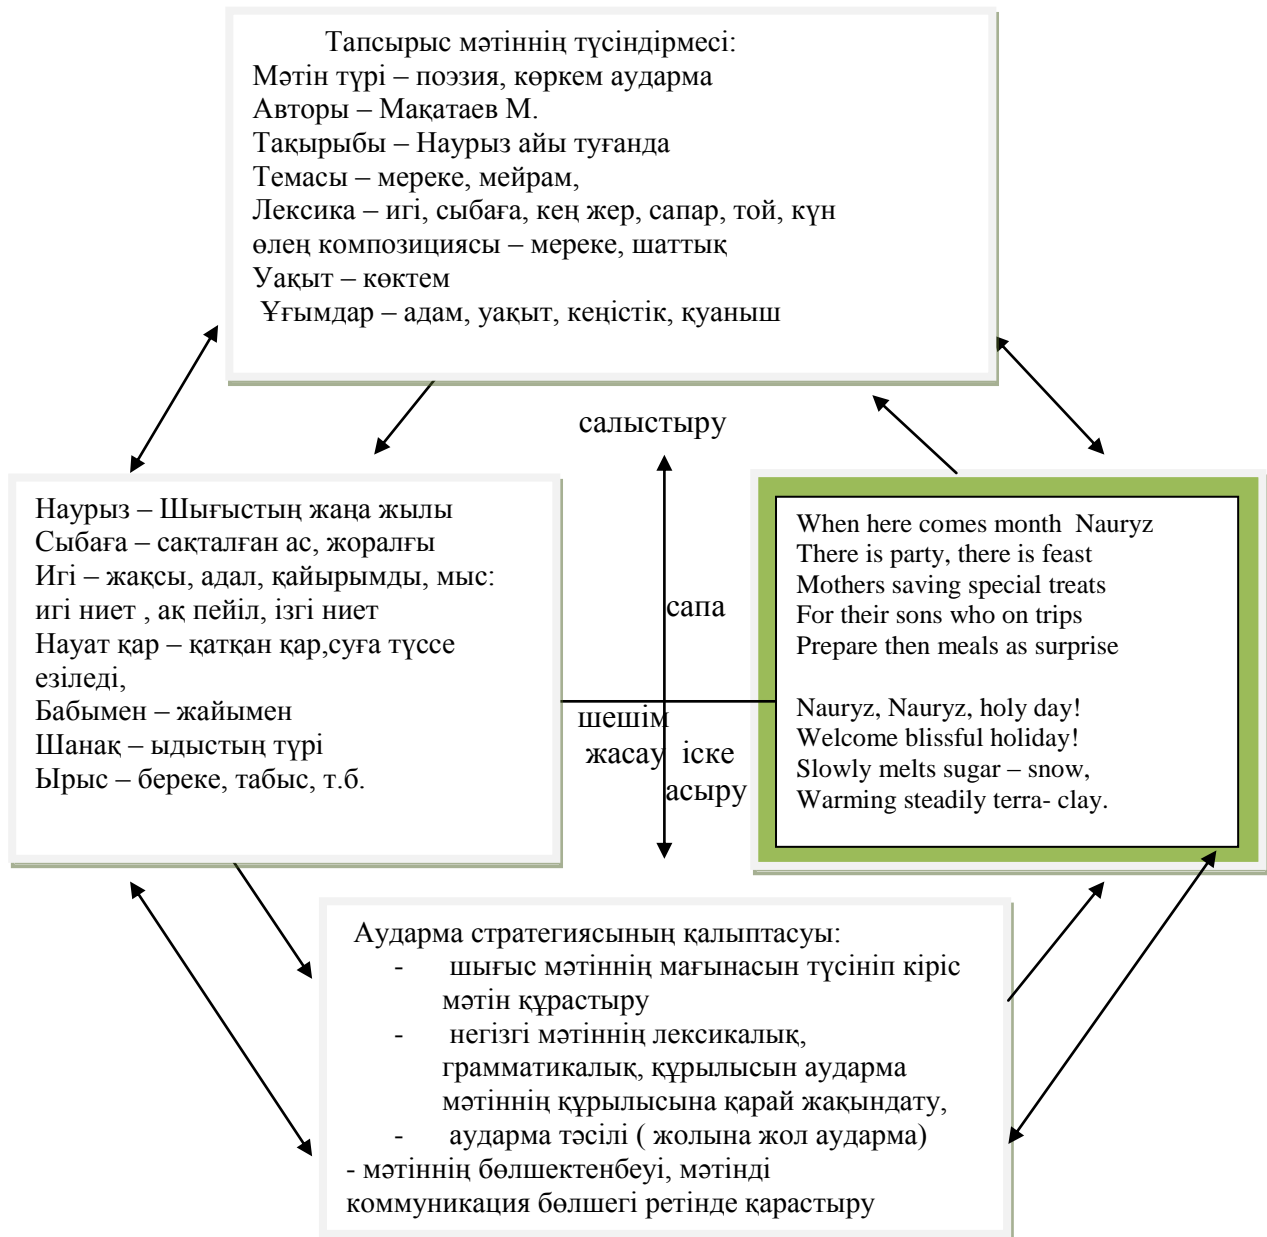 Тапсырыс мәтіннің түсіндірмесі:
Мәтін түрі – поэзия, көркем аударма
Авторы – Мақатаев М.
Тақырыбы – Наурыз айы туғанда
Темасы – мереке, мейрам,
Лексика – игі, сыбаға, кең жер, сапар, той, күн
өлең композициясы – мереке, шаттық
Уақыт – көктем
Ұғымдар – адам, уақыт, кеңістік, қуаныш
салыстыру
Наурыз – Шығыстың жаңа жылы
Сыбаға – сақталған ас, жоралғы
Игі – жақсы, адал, қайырымды, мыс:
игі ниет , ақ пейіл, ізгі ниет
Науат қар – қатқан қар,суға түссе
езіледі,
Бабымен – жайымен
Шанақ – ыдыстың түрі
Ырыс – береке, табыс, т.б.
сапа
шешім
жасау
іске
асыру
When here comes month  Nauryz
There is party, there is feast
Mothers saving special treats
For their sons who on trips
Prepare then meals as surprise
Nauryz, Nauryz, holy day!
Welcome blissful holiday!
Slowly melts sugar – snow,
Warming steadily terra- clay.
Аударма стратегиясының қалыптасуы:
- шығыс мәтіннің мағынасын түсініп кіріс
мәтін құрастыру
- негізгі мәтіннің лексикалық,
грамматикалық, құрылысын аударма
мәтіннің құрылысына қарай жақындату,
- аударма тәсілі ( жолына жол аударма)
- мәтіннің бөлшектенбеуі, мәтінді
коммуникация бөлшегі ретінде қарастыру